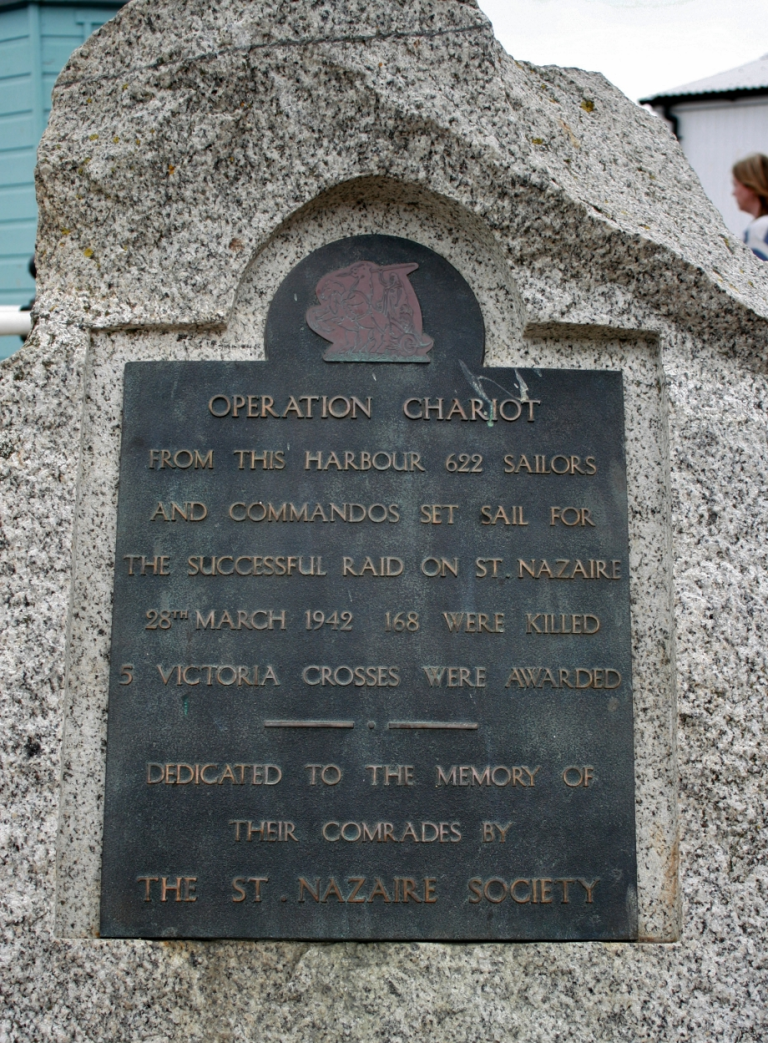 OPERATION CHARIOT
FROM THIS HARBOUR 622 SAILORS
AND COMMANDOS SET SAIL FOR
THE SUCCESSFUL RAID ON ST. NAZAIRE
28TH MARCH 1942 168 WERE KILLED
5 VICTORIA CROSSES WERE AWARDED
DEDICATED TO THE MEMORY OF
THEIR COMRADES BY
THE ST. NAZAIRE SOCIETY